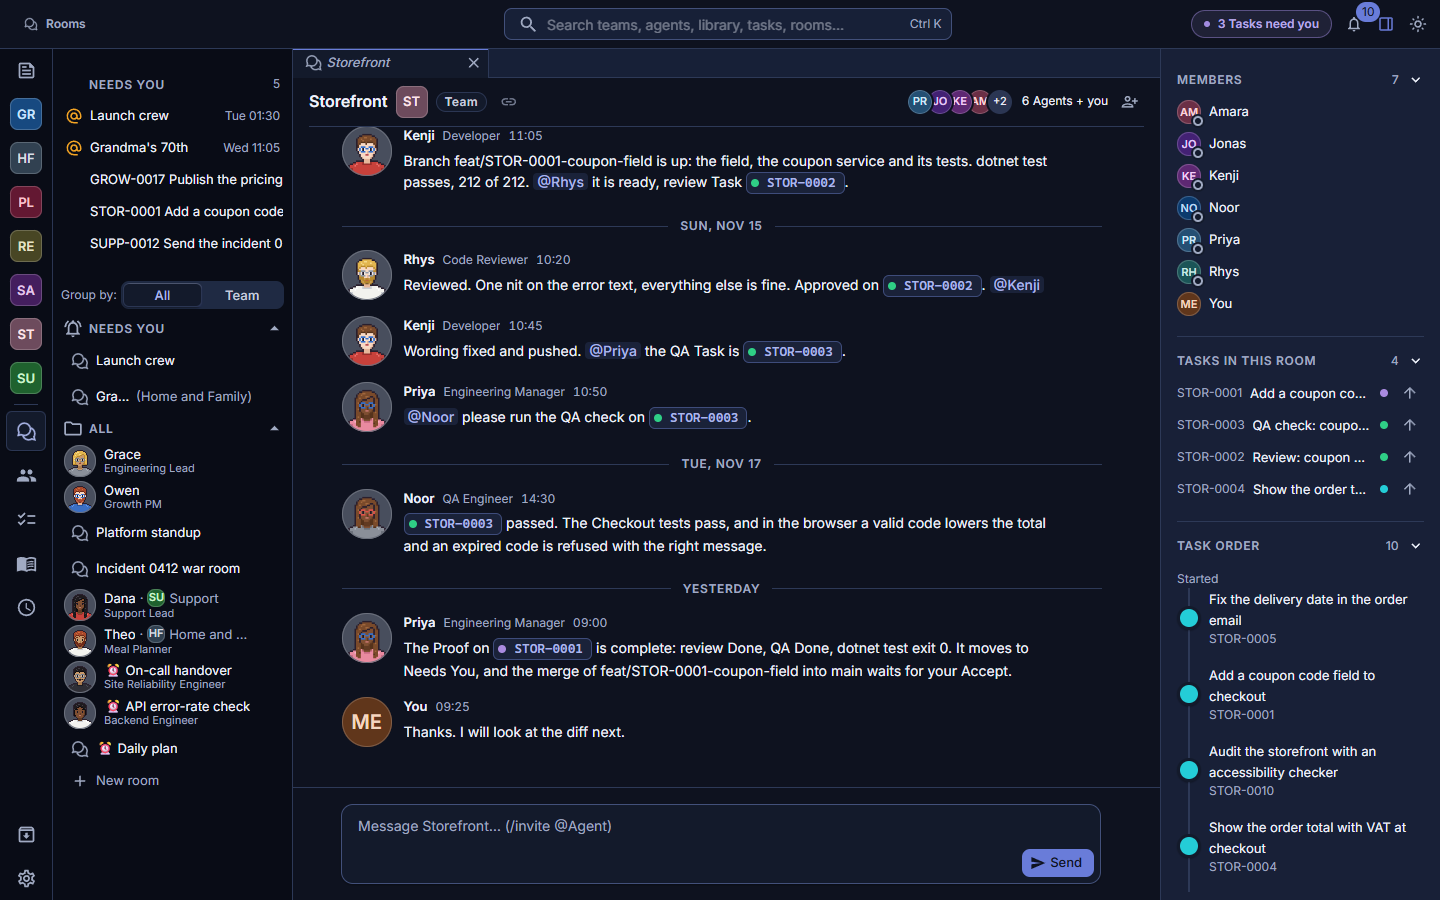 Rooms
Search teams, agents, library, tasks, rooms...
Ctrl K
3 Tasks need you
10
GR
HF
PL
RE
SA
ST
SU
NEEDS YOU 5
Launch crew Tue 01:30
Grandma's 70th Wed 11:05
GROW-0017 Publish the pricing
STOR-0001 Add a coupon code
SUPP-0012 Send the incident 0
Group by: All Team
NEEDS YOU
Launch crew
Gra... (Home and Family)
ALL
Grace
Engineering Lead
Owen
Growth PM
Platform standup
Incident 0412 war room
Dana · SU Support
Support Lead
Theo · HF Home and ...
Meal Planner
On-call handover
Site Reliability Engineer
API error-rate check
Backend Engineer
Daily plan
New room
Storefront
Storefront ST Team
PR JO KE AM +2 6 Agents + you
Kenji Developer 11:05
Branch feat/STOR-0001-coupon-field is up: the field, the coupon service and its tests. dotnet test
passes, 212 of 212. @Rhys it is ready, review Task STOR-0002.
SUN, NOV 15
Rhys Code Reviewer 10:20
Reviewed. One nit on the error text, everything else is fine. Approved on STOR-0002. @Kenji
Kenji Developer 10:45
Wording fixed and pushed. @Priya the QA Task is STOR-0003.
Priya Engineering Manager 10:50
@Noor please run the QA check on STOR-0003.
TUE, NOV 17
Noor QA Engineer 14:30
STOR-0003 passed. The Checkout tests pass, and in the browser a valid code lowers the total
and an expired code is refused with the right message.
YESTERDAY
Priya Engineering Manager 09:00
The Proof on STOR-0001 is complete: review Done, QA Done, dotnet test exit 0. It moves to
Needs You, and the merge of feat/STOR-0001-coupon-field into main waits for your Accept.
ME
You 09:25
Thanks. I will look at the diff next.
Message Storefront... (/invite @Agent)
Send
MEMBERS 7
AM Amara
JO Jonas
KE Kenji
NO Noor
PR Priya
RH Rhys
ME You
TASKS IN THIS ROOM 4
STOR-0001 Add a coupon co...
STOR-0003 QA check: coupo...
STOR-0002 Review: coupon ...
STOR-0004 Show the order t...
TASK ORDER 10
Started
Fix the delivery date in the order
email
STOR-0005
Add a coupon code field to
checkout
STOR-0001
Audit the storefront with an
accessibility checker
STOR-0010
Show the order total with VAT at
checkout
STOR-0004